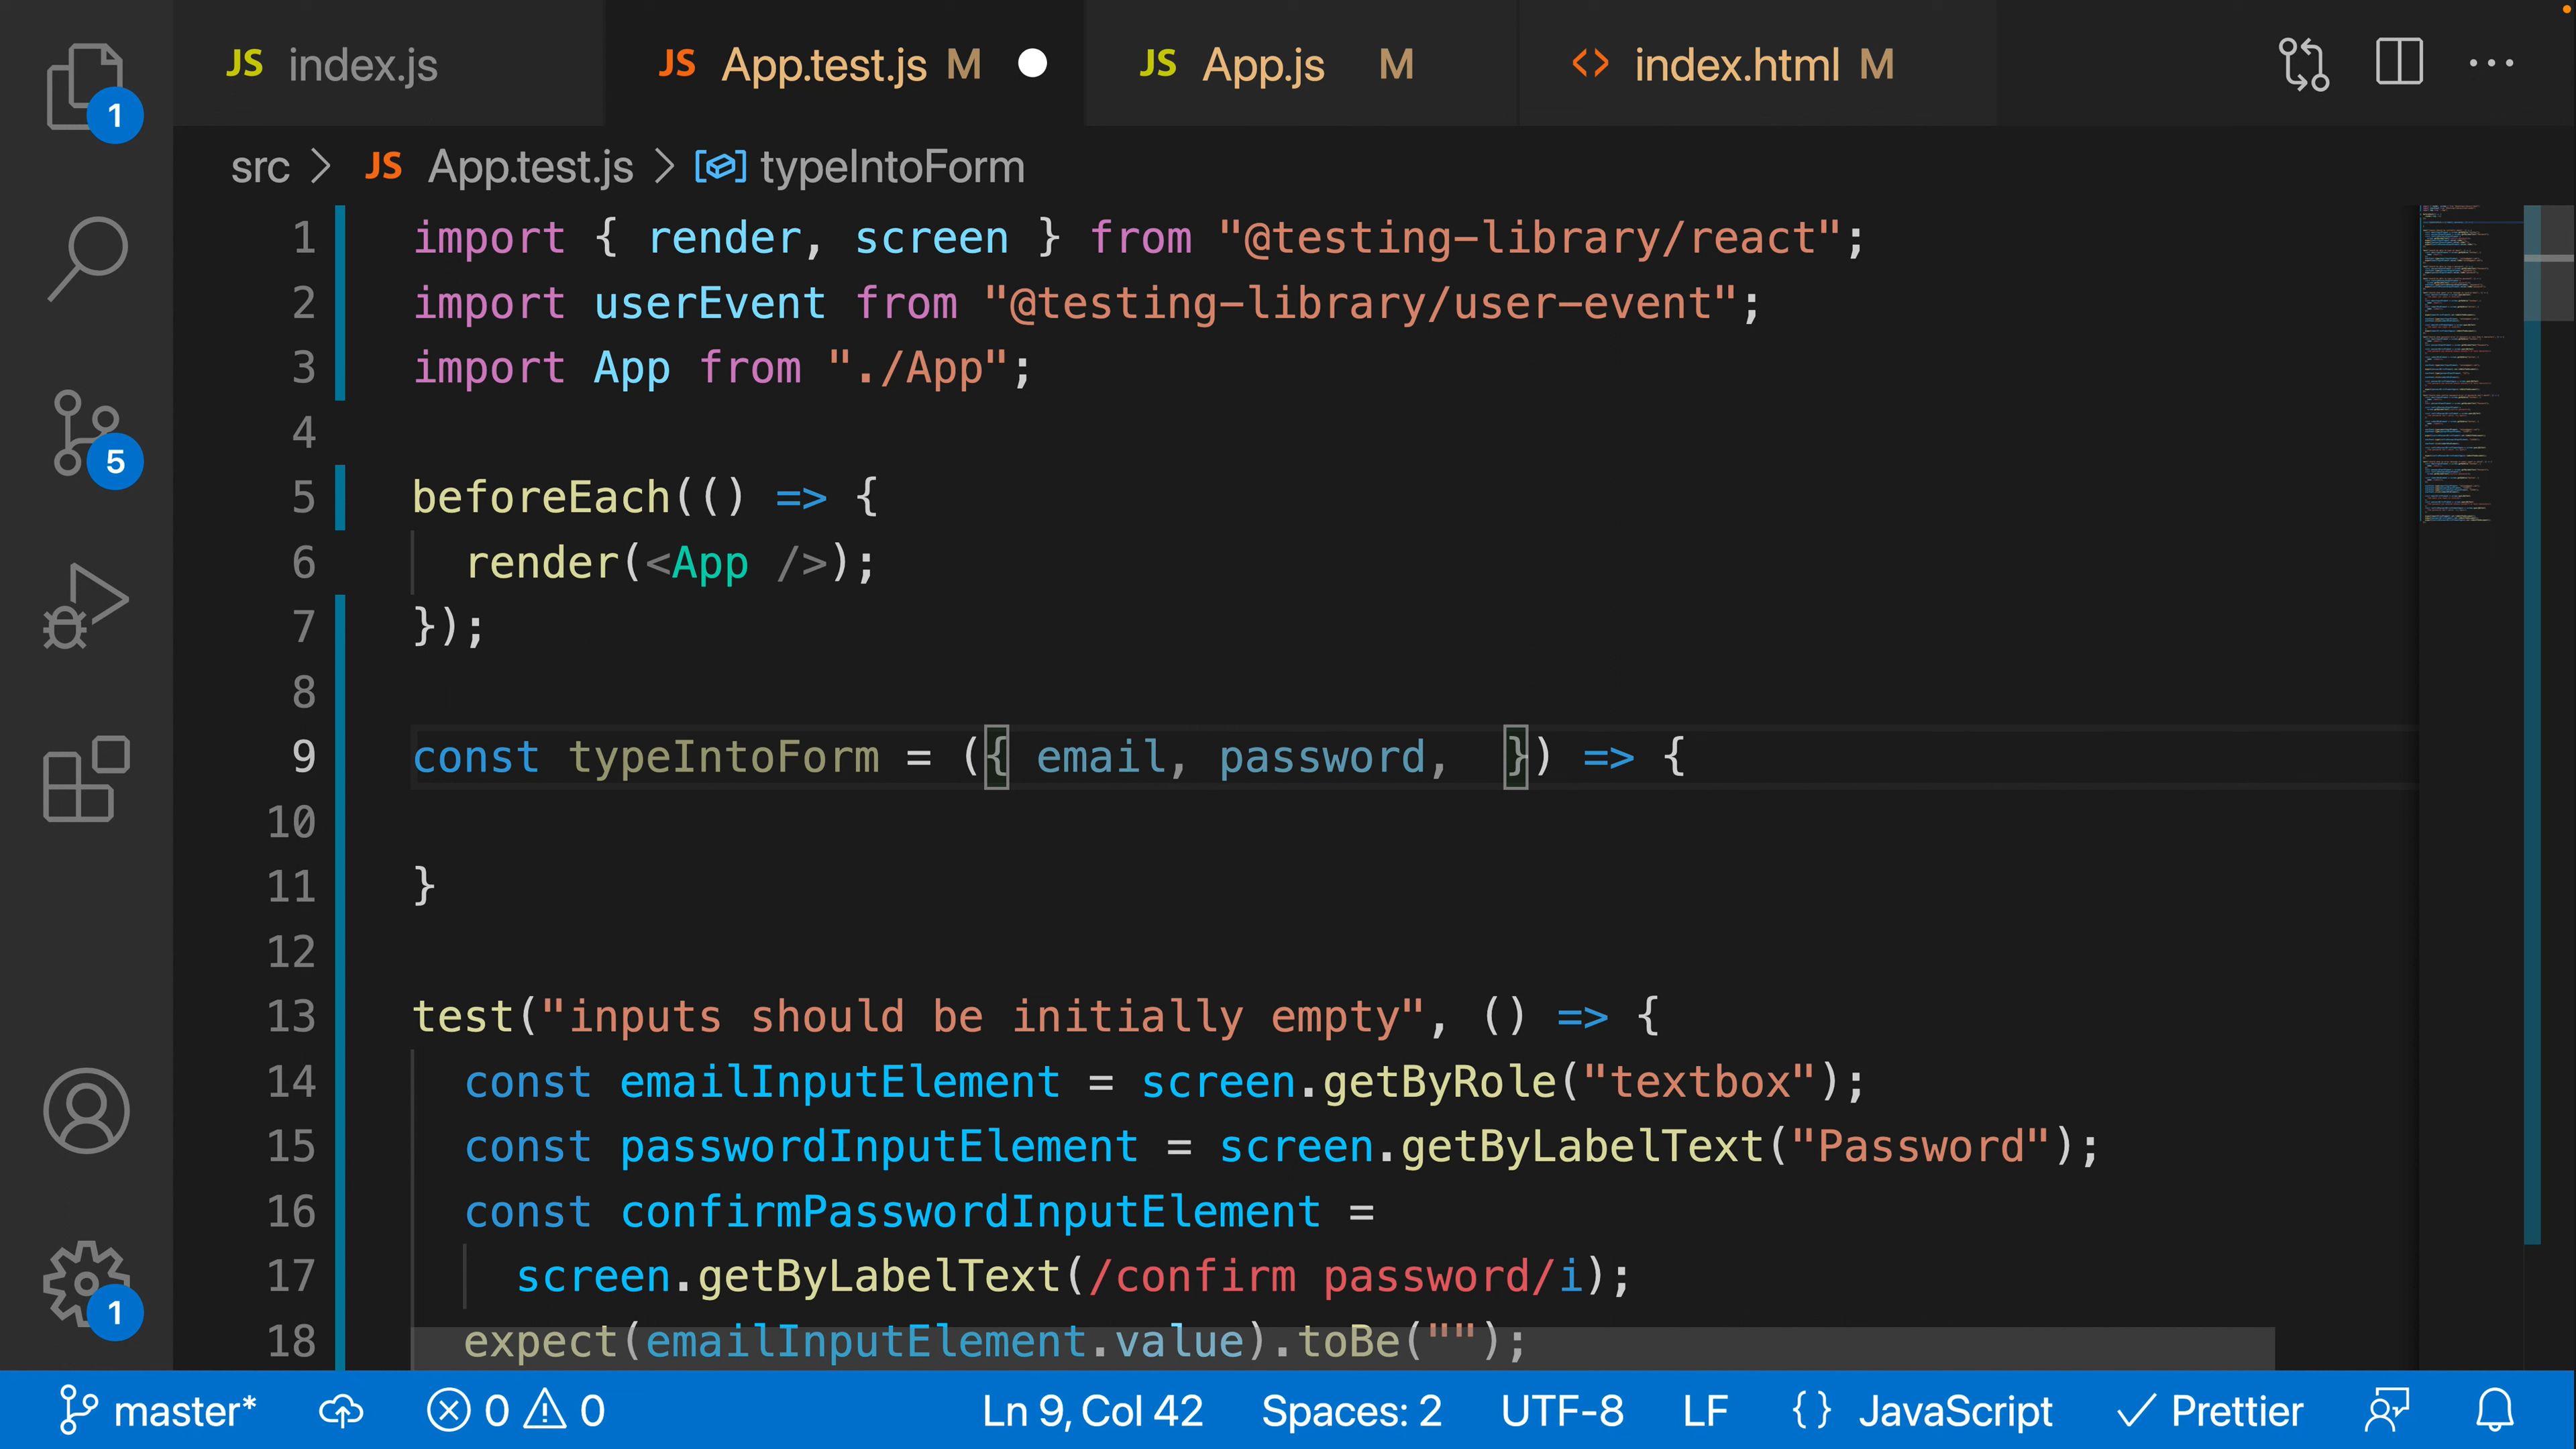 JS index.js JS App.test.js M JS App.js M <> index.html M
src > JS App.test.js > typeIntoForm
1 import { render, screen } from "@testing-library/react";
2 import userEvent from "@testing-library/user-event";
3 import App from "./App";
4
5 beforeEach(() => {
6 render(<App />);
7 });
8
9 const typeIntoForm = ({ email, password,  }) => {
10
11 }
12
13 test("inputs should be initially empty", () => {
14 const emailInputElement = screen.getByRole("textbox");
15 const passwordInputElement = screen.getByLabelText("Password");
16 const confirmPasswordInputElement =
17 screen.getByLabelText(/confirm password/i);
18 expect(emailInputElement.value).toBe("");
1
5
1
master* 0 0 Ln 9, Col 42 Spaces: 2 UTF-8 LF {} JavaScript Prettier